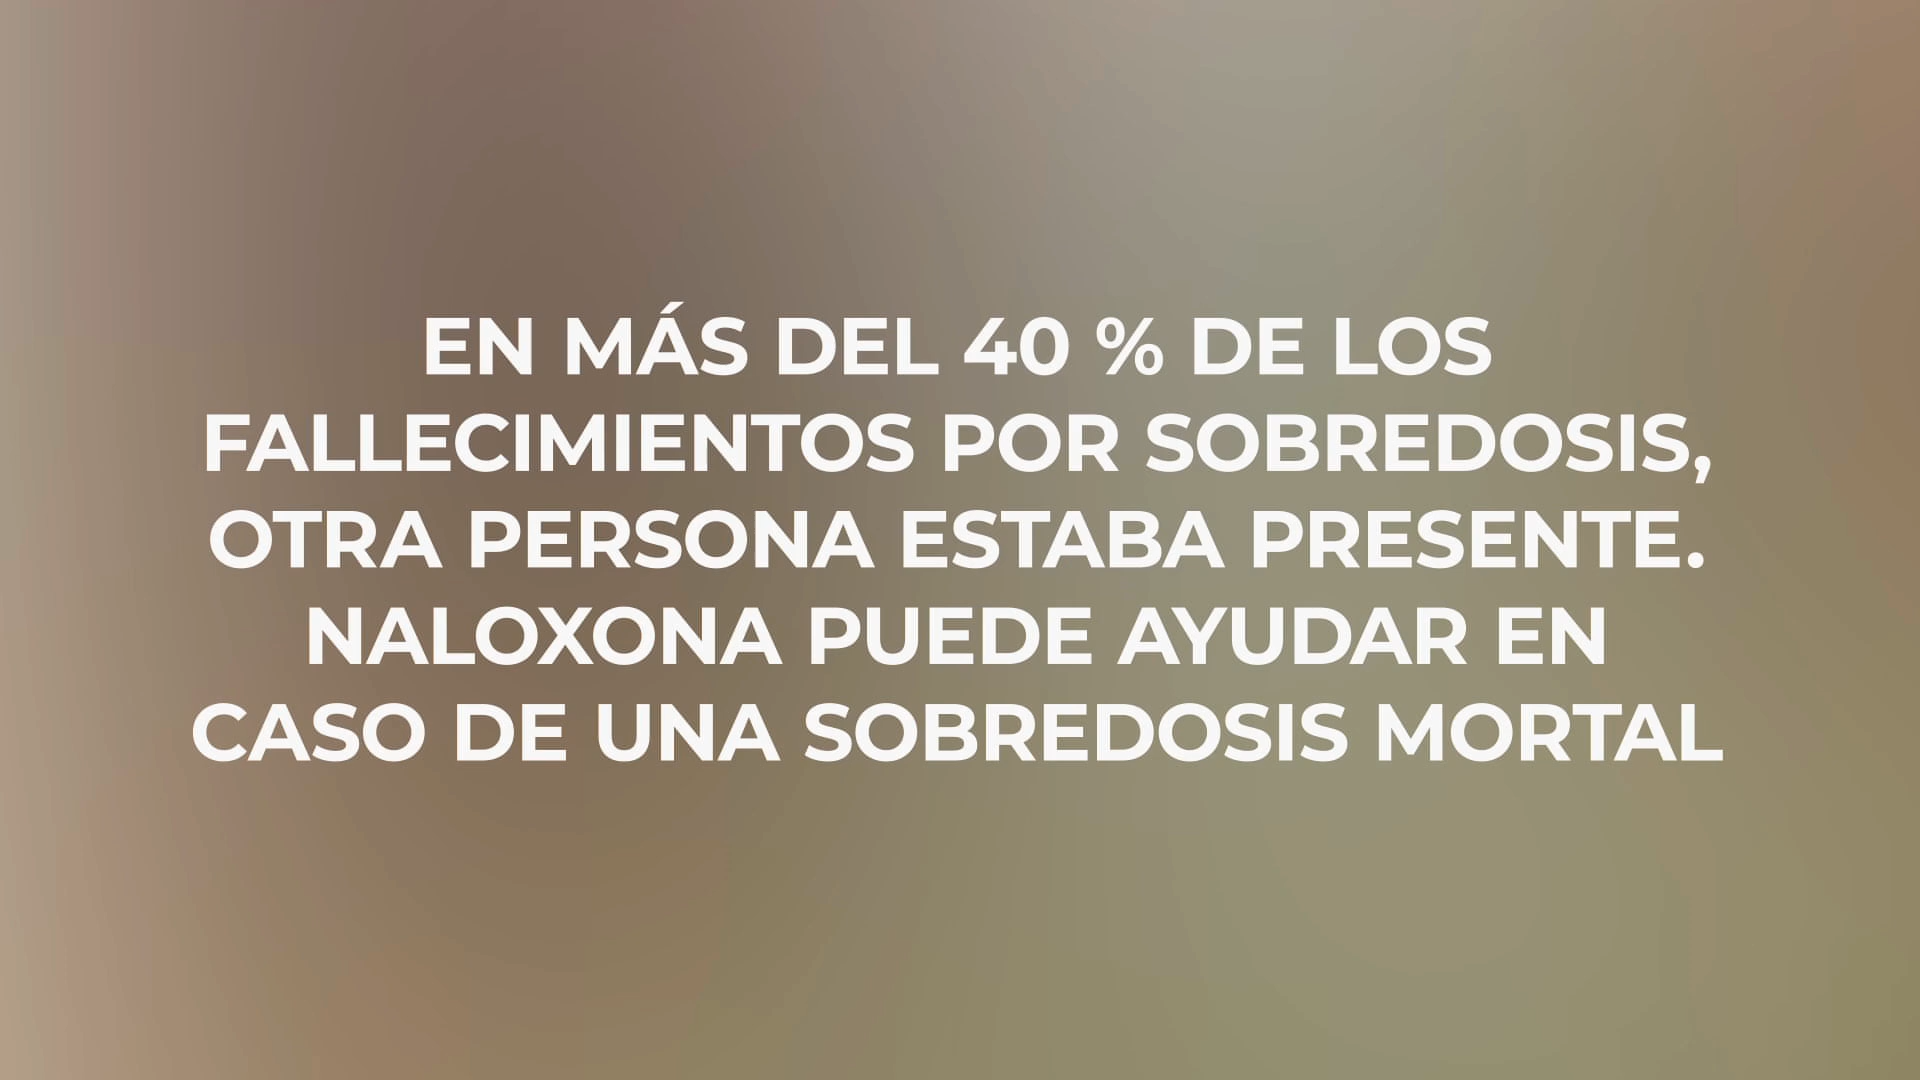 EN MÁS DEL 40 % DE LOS
FALLECIMIENTOS POR SOBREDOSIS,
OTRA PERSONA ESTABA PRESENTE.
NALOXONA PUEDE AYUDAR EN
CASO DE UNA SOBREDOSIS MORTAL